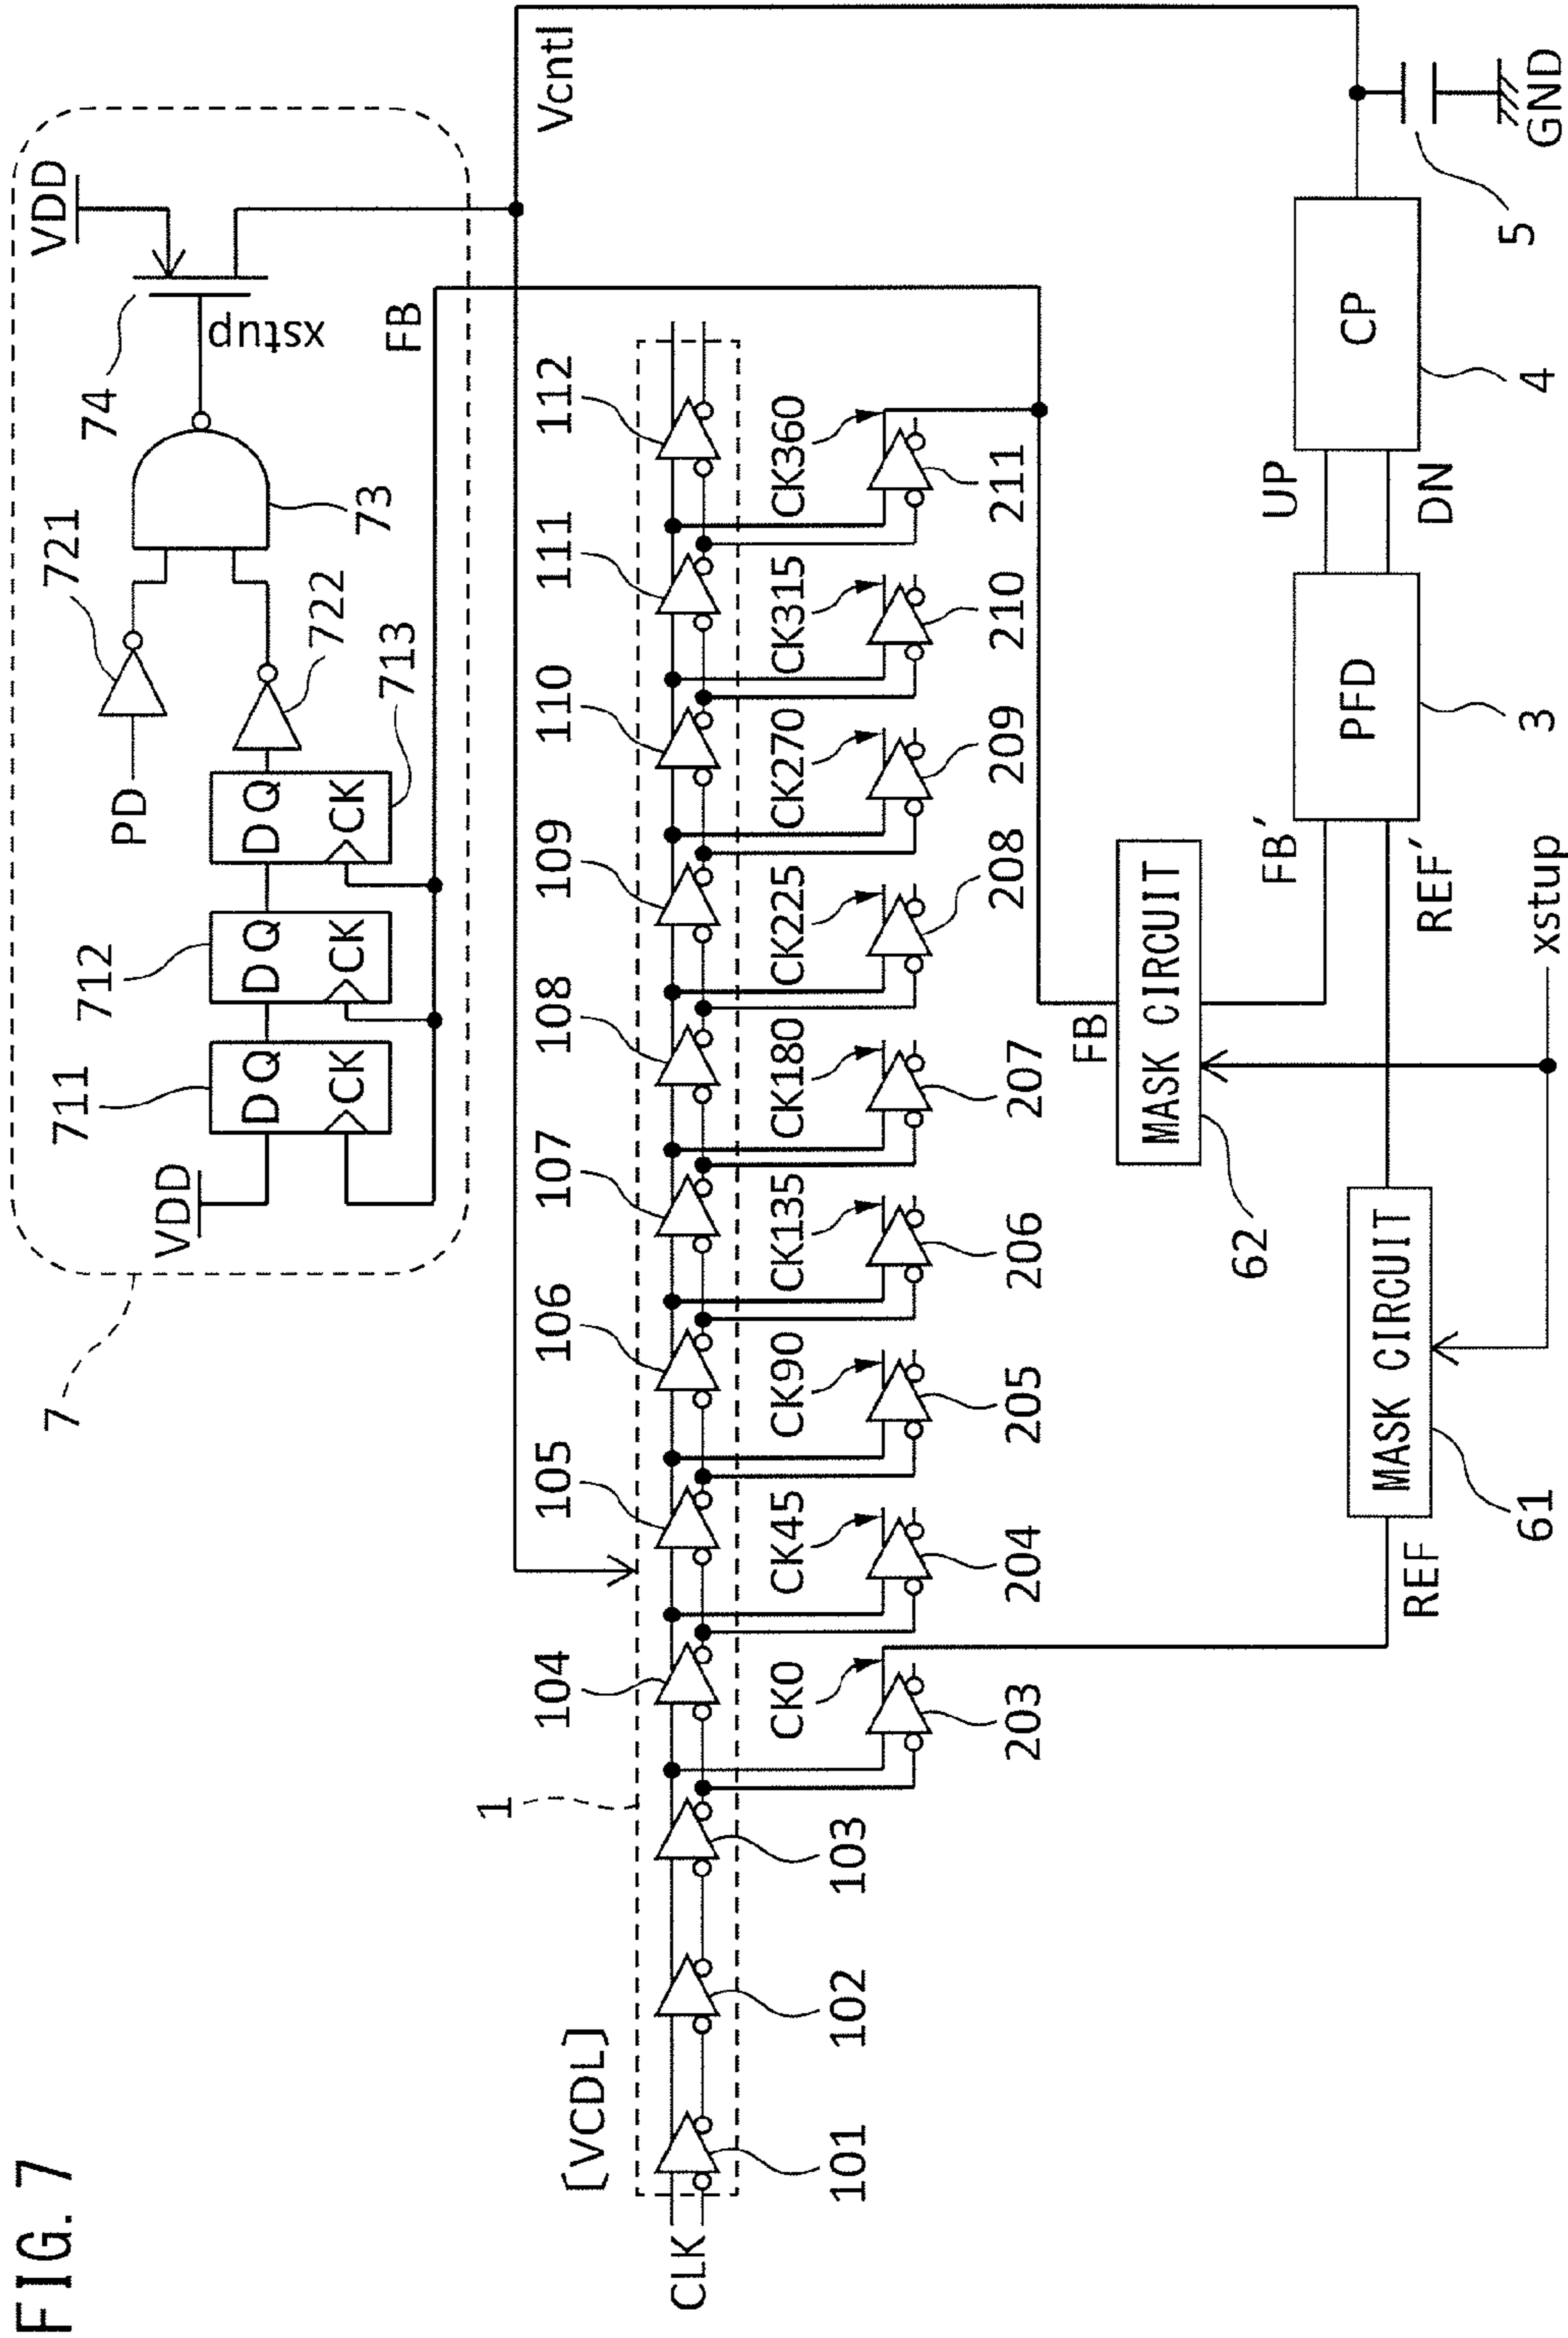 FIG. 7
7
VDD
711
D Q
CK
712
D Q
CK
713
D Q
CK
PD
721
722
73
74
xstup
VDD
FB
Vcntl
[VCDL]
1
CLK
101
102
103
104
105
106
107
108
109
110
111
112
CK0
CK45
CK90
CK135
CK180
CK225
CK270
CK315
CK360
203
204
205
206
207
208
209
210
211
REF
MASK CIRCUIT
61
FB
MASK CIRCUIT
62
xstup
FB'
REF'
PFD
3
UP
DN
CP
4
5
GND